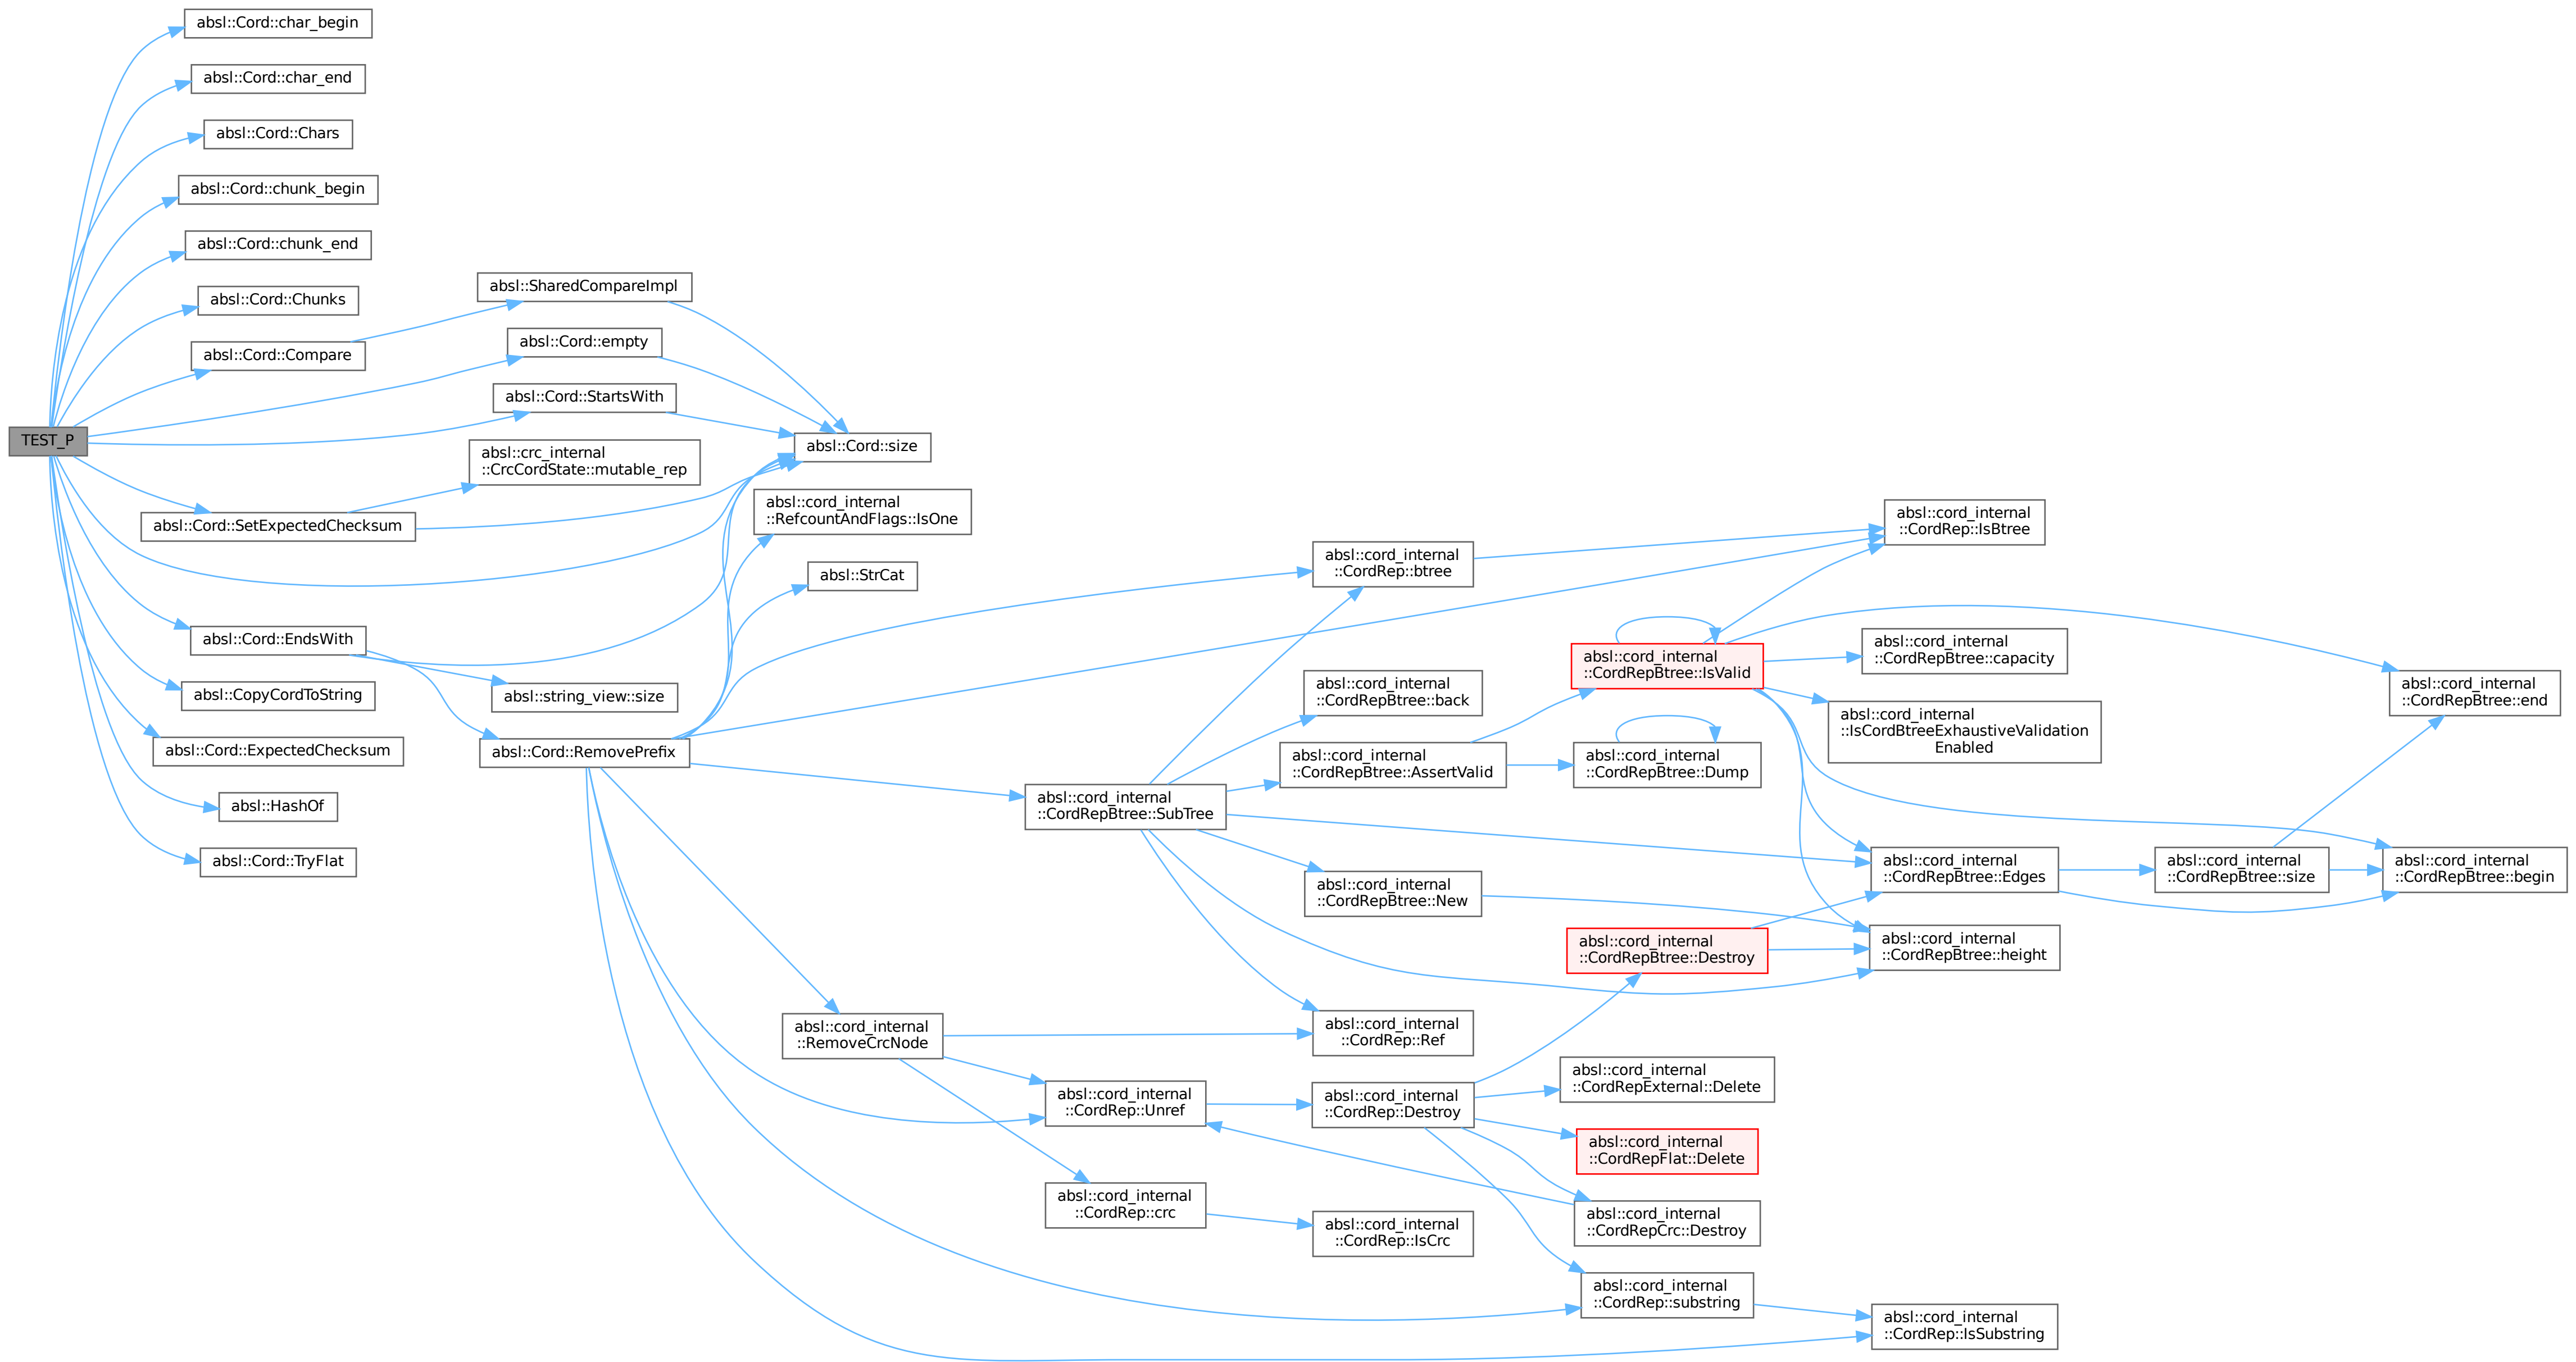 TEST_P
absl::Cord::char_begin
absl::Cord::char_end
absl::Cord::Chars
absl::Cord::chunk_begin
absl::Cord::chunk_end
absl::Cord::Chunks
absl::Cord::Compare
absl::Cord::SetExpectedChecksum
absl::Cord::EndsWith
absl::CopyCordToString
absl::Cord::ExpectedChecksum
absl::HashOf
absl::Cord::TryFlat
absl::SharedCompareImpl
absl::Cord::empty
absl::Cord::StartsWith
absl::crc_internal
::CrcCordState::mutable_rep
absl::string_view::size
absl::Cord::RemovePrefix
absl::Cord::size
absl::cord_internal
::RefcountAndFlags::IsOne
absl::StrCat
absl::cord_internal
::RemoveCrcNode
absl::cord_internal
::CordRepBtree::SubTree
absl::cord_internal
::CordRep::Unref
absl::cord_internal
::CordRep::crc
absl::cord_internal
::CordRep::btree
absl::cord_internal
::CordRepBtree::back
absl::cord_internal
::CordRepBtree::AssertValid
absl::cord_internal
::CordRepBtree::New
absl::cord_internal
::CordRep::Ref
absl::cord_internal
::CordRep::Destroy
absl::cord_internal
::CordRep::IsCrc
absl::cord_internal
::CordRepBtree::IsValid
absl::cord_internal
::CordRepBtree::Dump
absl::cord_internal
::CordRepBtree::Destroy
absl::cord_internal
::CordRepExternal::Delete
absl::cord_internal
::CordRepFlat::Delete
absl::cord_internal
::CordRepCrc::Destroy
absl::cord_internal
::CordRep::substring
absl::cord_internal
::CordRep::IsBtree
absl::cord_internal
::CordRepBtree::capacity
absl::cord_internal
::IsCordBtreeExhaustiveValidation
Enabled
absl::cord_internal
::CordRepBtree::Edges
absl::cord_internal
::CordRepBtree::height
absl::cord_internal
::CordRep::IsSubstring
absl::cord_internal
::CordRepBtree::size
absl::cord_internal
::CordRepBtree::end
absl::cord_internal
::CordRepBtree::begin